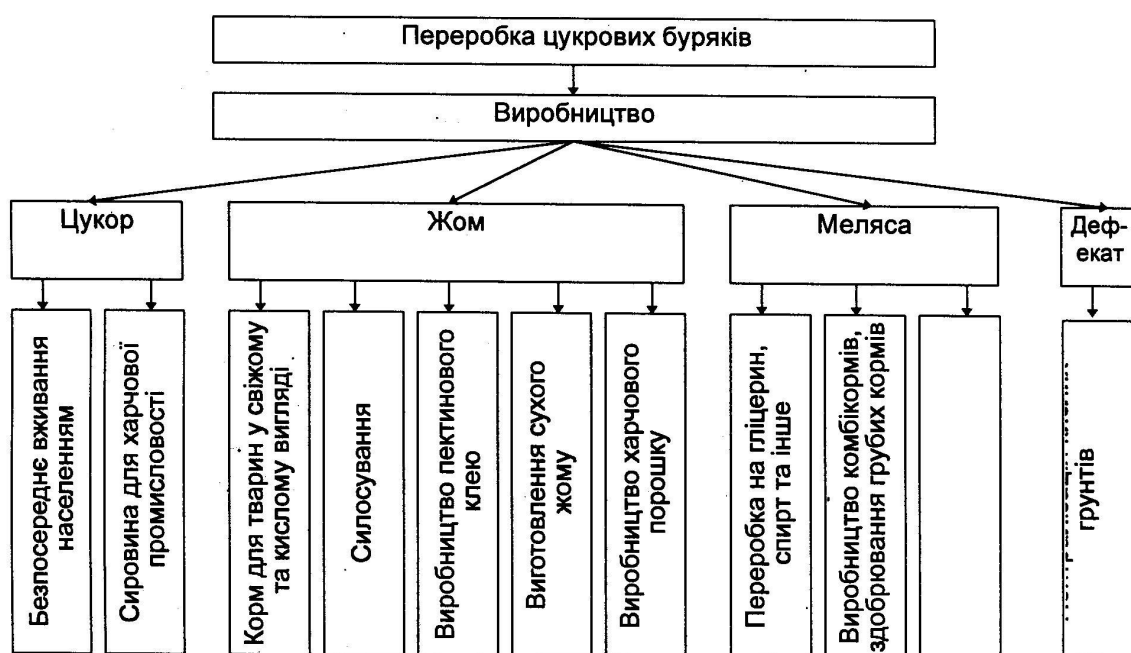 Переробка цукрових буряків
Виробництво
Цукор
Жом
Меляса
Деф-
екат
Безпосереднє вживання
населенням
Сировина для харчової
промисловості
Корм для тварин у свіжому
та кислому вигляді
Силосування
Виробництво пектинового
клею
Виготовлення сухого
жому
Виробництво харчового
порошку
Переробка на гліцерин,
спирт та інше
Виробництво комбікормів,
здобрювання грубих кормів
грунтів